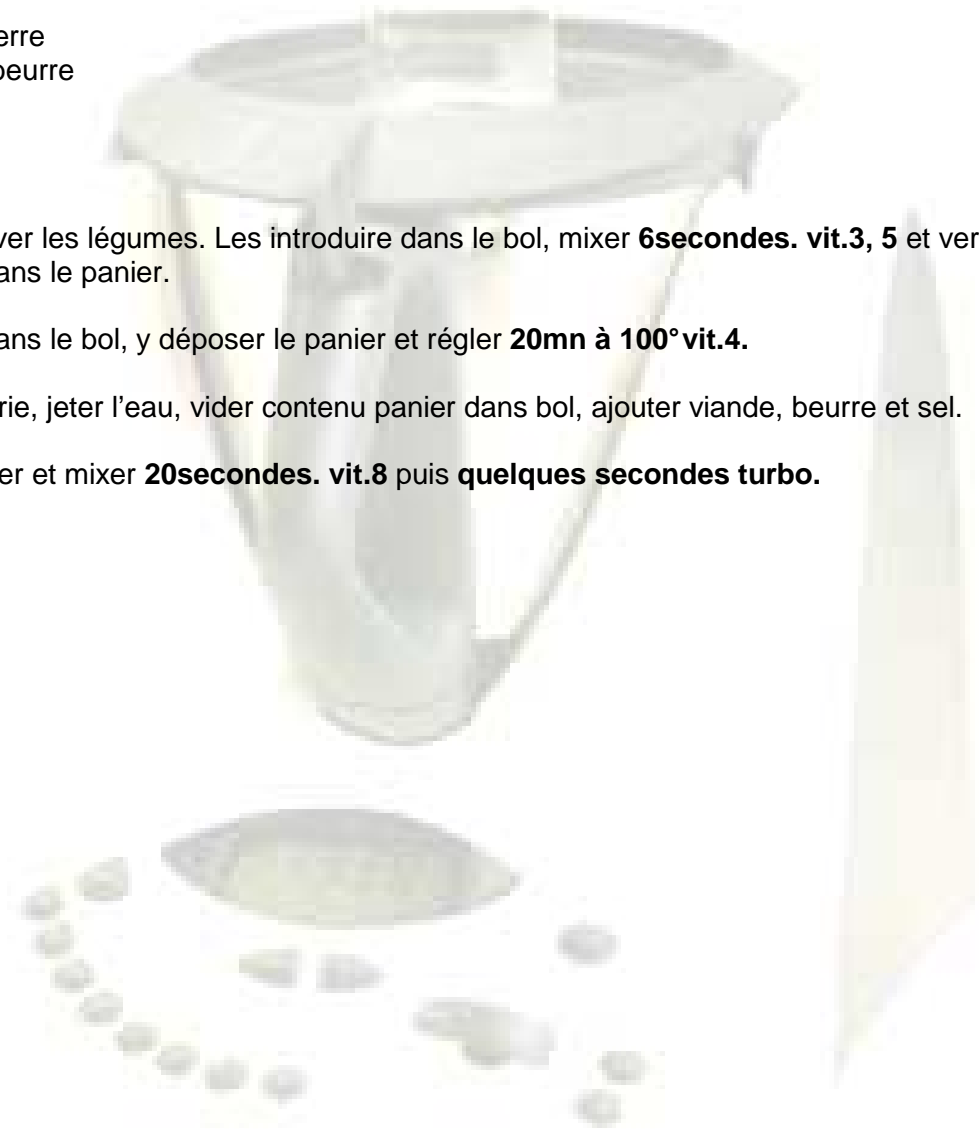 erre
beurre
ver les légumes. Les introduire dans le bol, mixer 6secondes. vit.3, 5 et ver
ans le panier.
ans le bol, y déposer le panier et régler 20mn à 100° vit.4.
rie, jeter l’eau, vider contenu panier dans bol, ajouter viande, beurre et sel.
er et mixer 20secondes. vit.8 puis quelques secondes turbo.